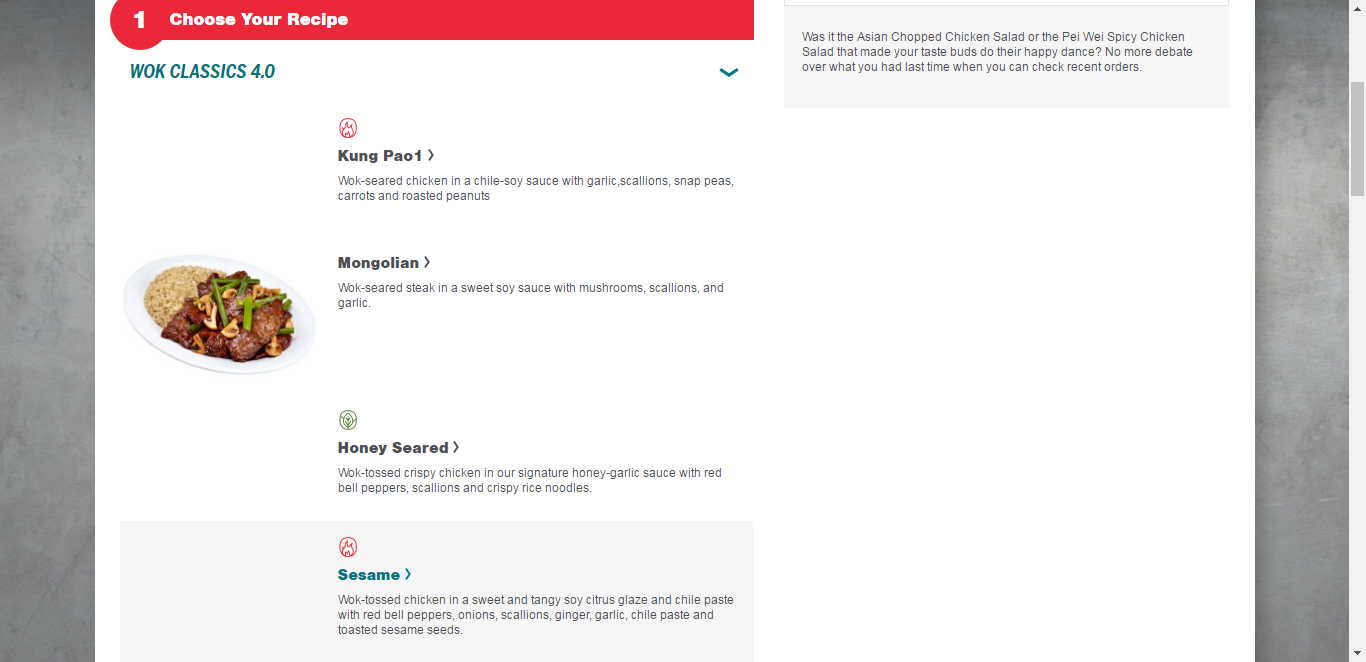 1 Choose Your Recipe
WOK CLASSICS 4.0
Kung Pao1
Wok-seared chicken in a chile-soy sauce with garlic,scallions, snap peas,
carrots and roasted peanuts
Mongolian
Wok-seared steak in a sweet soy sauce with mushrooms, scallions, and
garlic.
Honey Seared
Wok-tossed crispy chicken in our signature honey-garlic sauce with red
bell peppers, scallions and crispy rice noodles.
Sesame
Wok-tossed chicken in a sweet and tangy soy citrus glaze and chile paste
with red bell peppers, onions, scallions, ginger, garlic, chile paste and
toasted sesame seeds.
Was it the Asian Chopped Chicken Salad or the Pei Wei Spicy Chicken
Salad that made your taste buds do their happy dance? No more debate
over what you had last time when you can check recent orders.